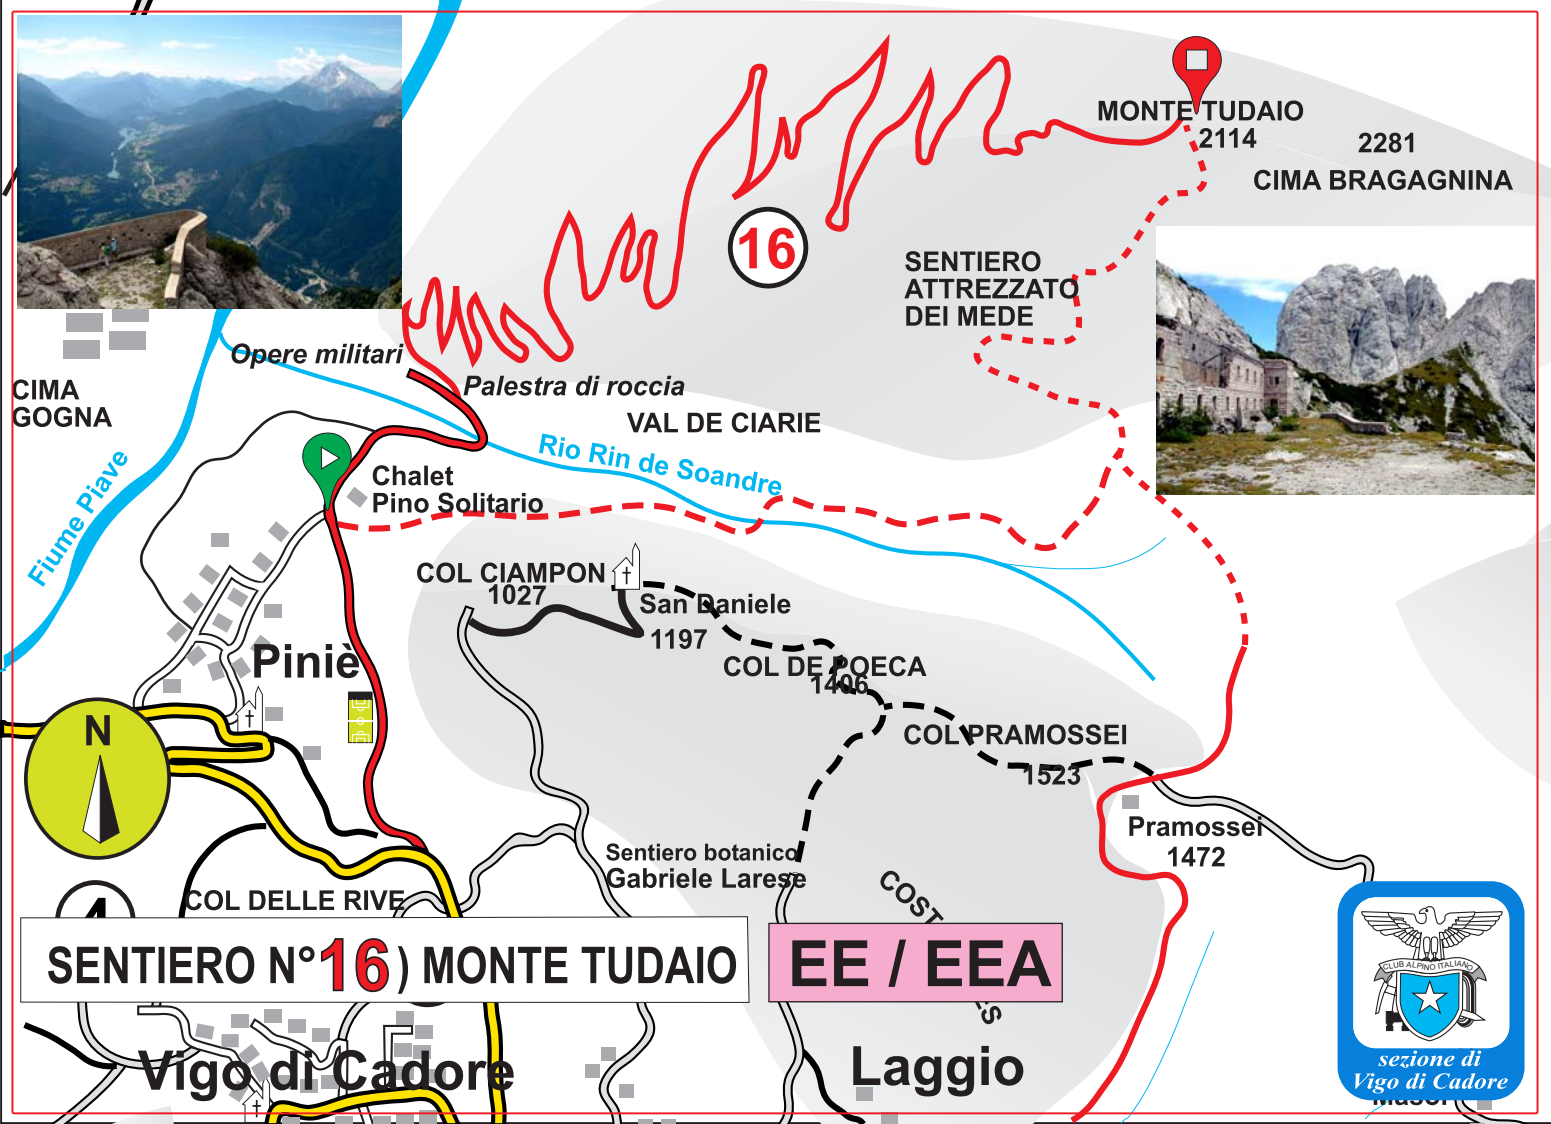 MONTE TUDAIO
2114
2281
CIMA BRAGAGNINA
16
SENTIERO
ATTREZZATO
DEI MEDE
Opere militari
Palestra di roccia
CIMA
GOGNA
VAL DE CIARIE
Rio Rin de Soandre
Fiume Piave
Chalet
Pino Solitario
COL CIAMPON
1027
San Daniele
1197
Piniè
COL DE POECA
1406
COL PRAMOSSEI
1523
N
Pramossei
1472
Sentiero botanico
Gabriele Larese
COL DELLE RIVE
4
SENTIERO N°16) MONTE TUDAIO
EE / EEA
CLUB ALPINO ITALIANO
sezione di
Vigo di Cadore
Vigo di Cadore
Laggio